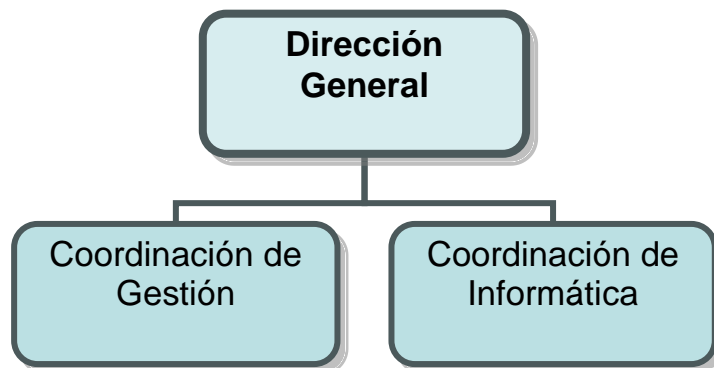 Dirección
General
Coordinación de
Gestión
Coordinación de
Informática